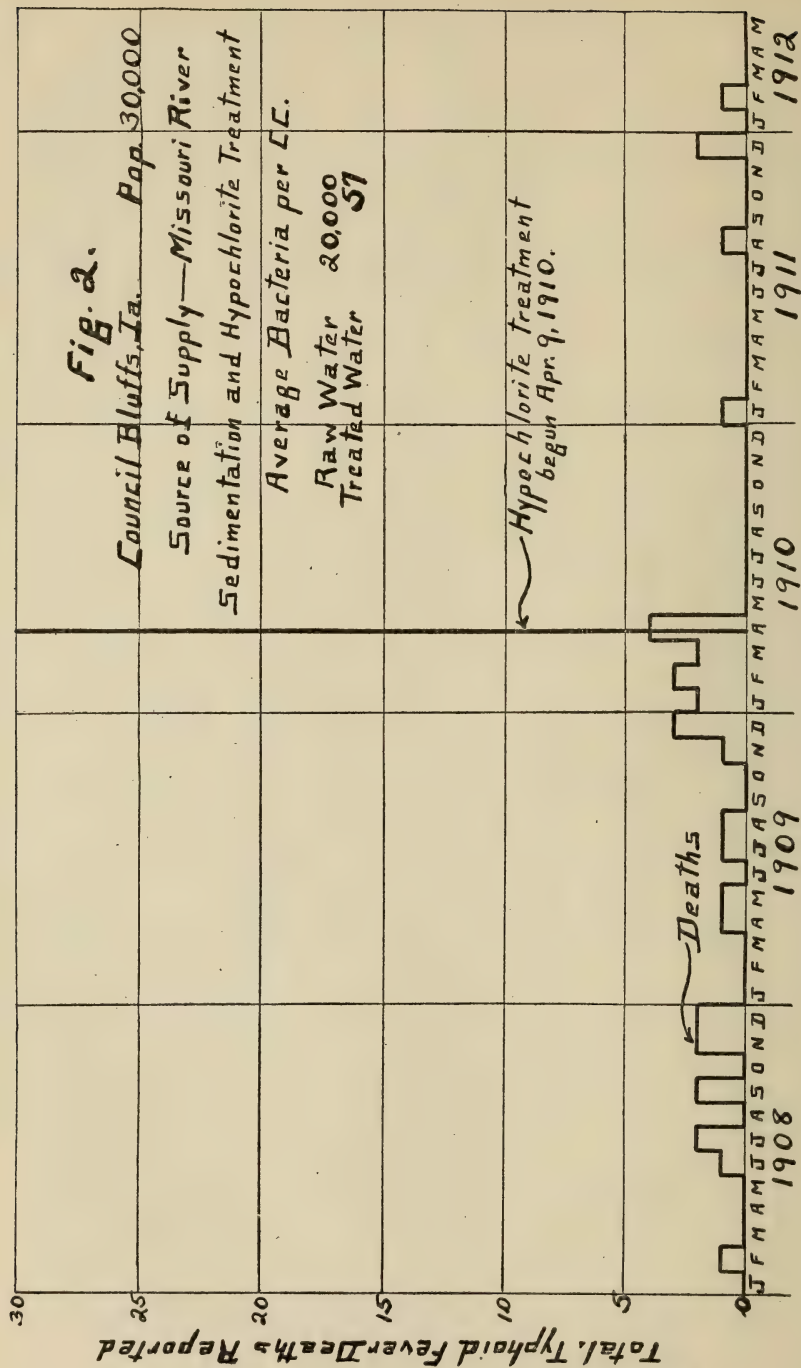 Fig. 2.
Council Bluffs, Ia. Pop. 30,000
Source of Supply—Missouri River
Sedimentation and Hypochlorite Treatment
Average Bacteria per CC.
Raw Water 20,000
Treated Water 57
Hypochlorite treatment
begun Apr. 9, 1910.
Deaths
Total Typhoid Fever Deaths Reported
30
25
20
15
10
5
0
J F M A M J J A S O N D J F M A M J J A S O N D J F M A M J J A S O N D J F M A M J J A S O N D J F M A M
1908 1909 1910 1911 1912